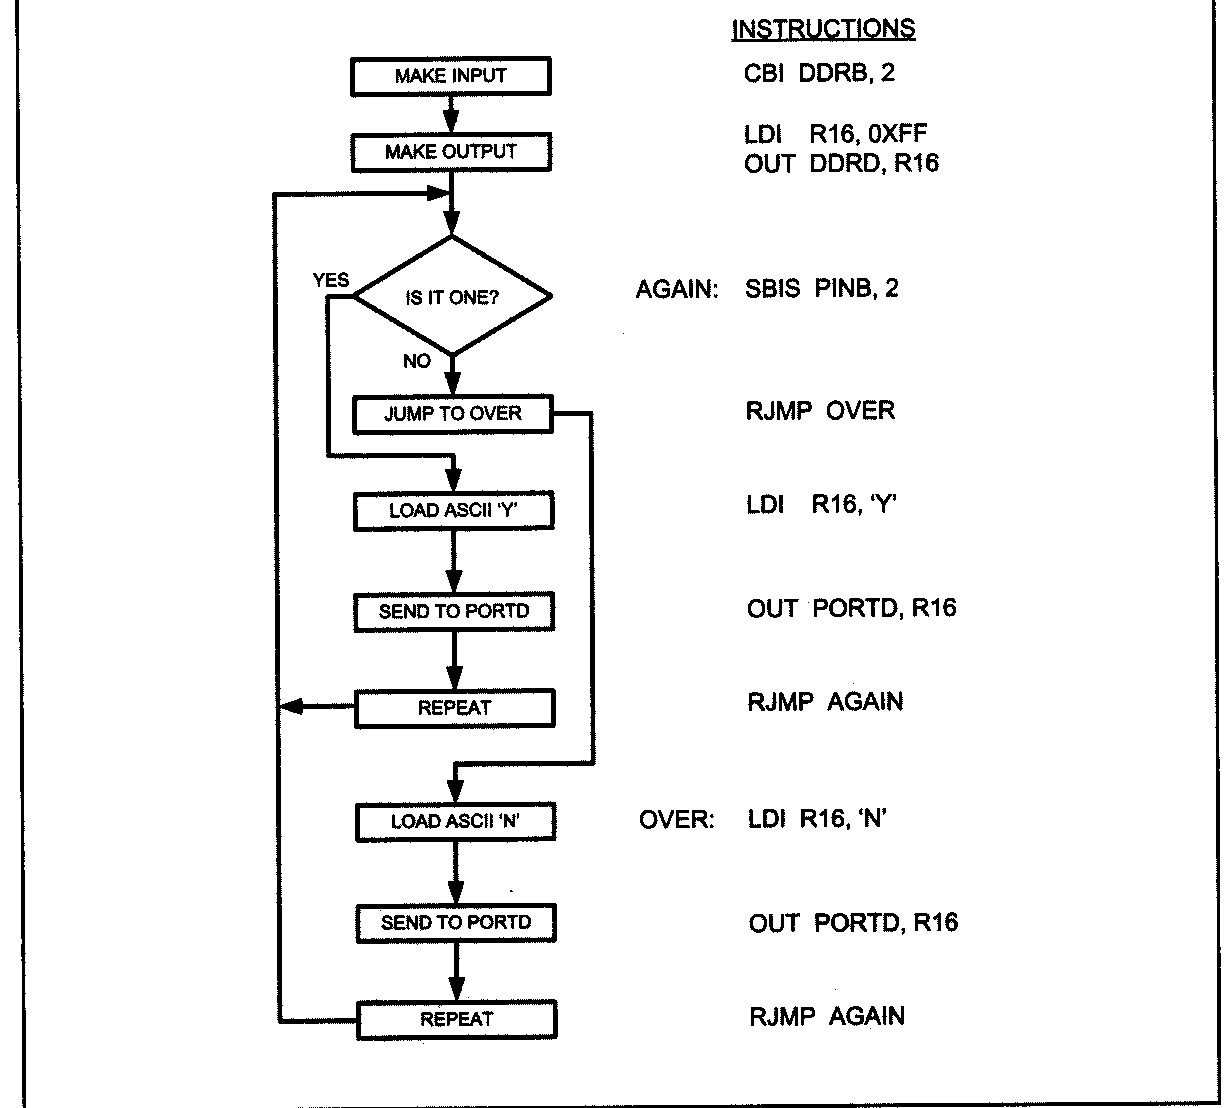 INSTRUCTIONS
MAKE INPUT
CBI DDRB, 2
LDI R16, 0XFF
MAKE OUTPUT
OUT DDRD, R16
YES
IS IT ONE?
AGAIN: SBIS PINB, 2
NO
JUMP TO OVER
RJMP OVER
LOAD ASCII 'Y'
LDI R16, 'Y'
SEND TO PORTD
OUT PORTD, R16
REPEAT
RJMP AGAIN
LOAD ASCII 'N'
OVER: LDI R16, 'N'
SEND TO PORTD
OUT PORTD, R16
REPEAT
RJMP AGAIN